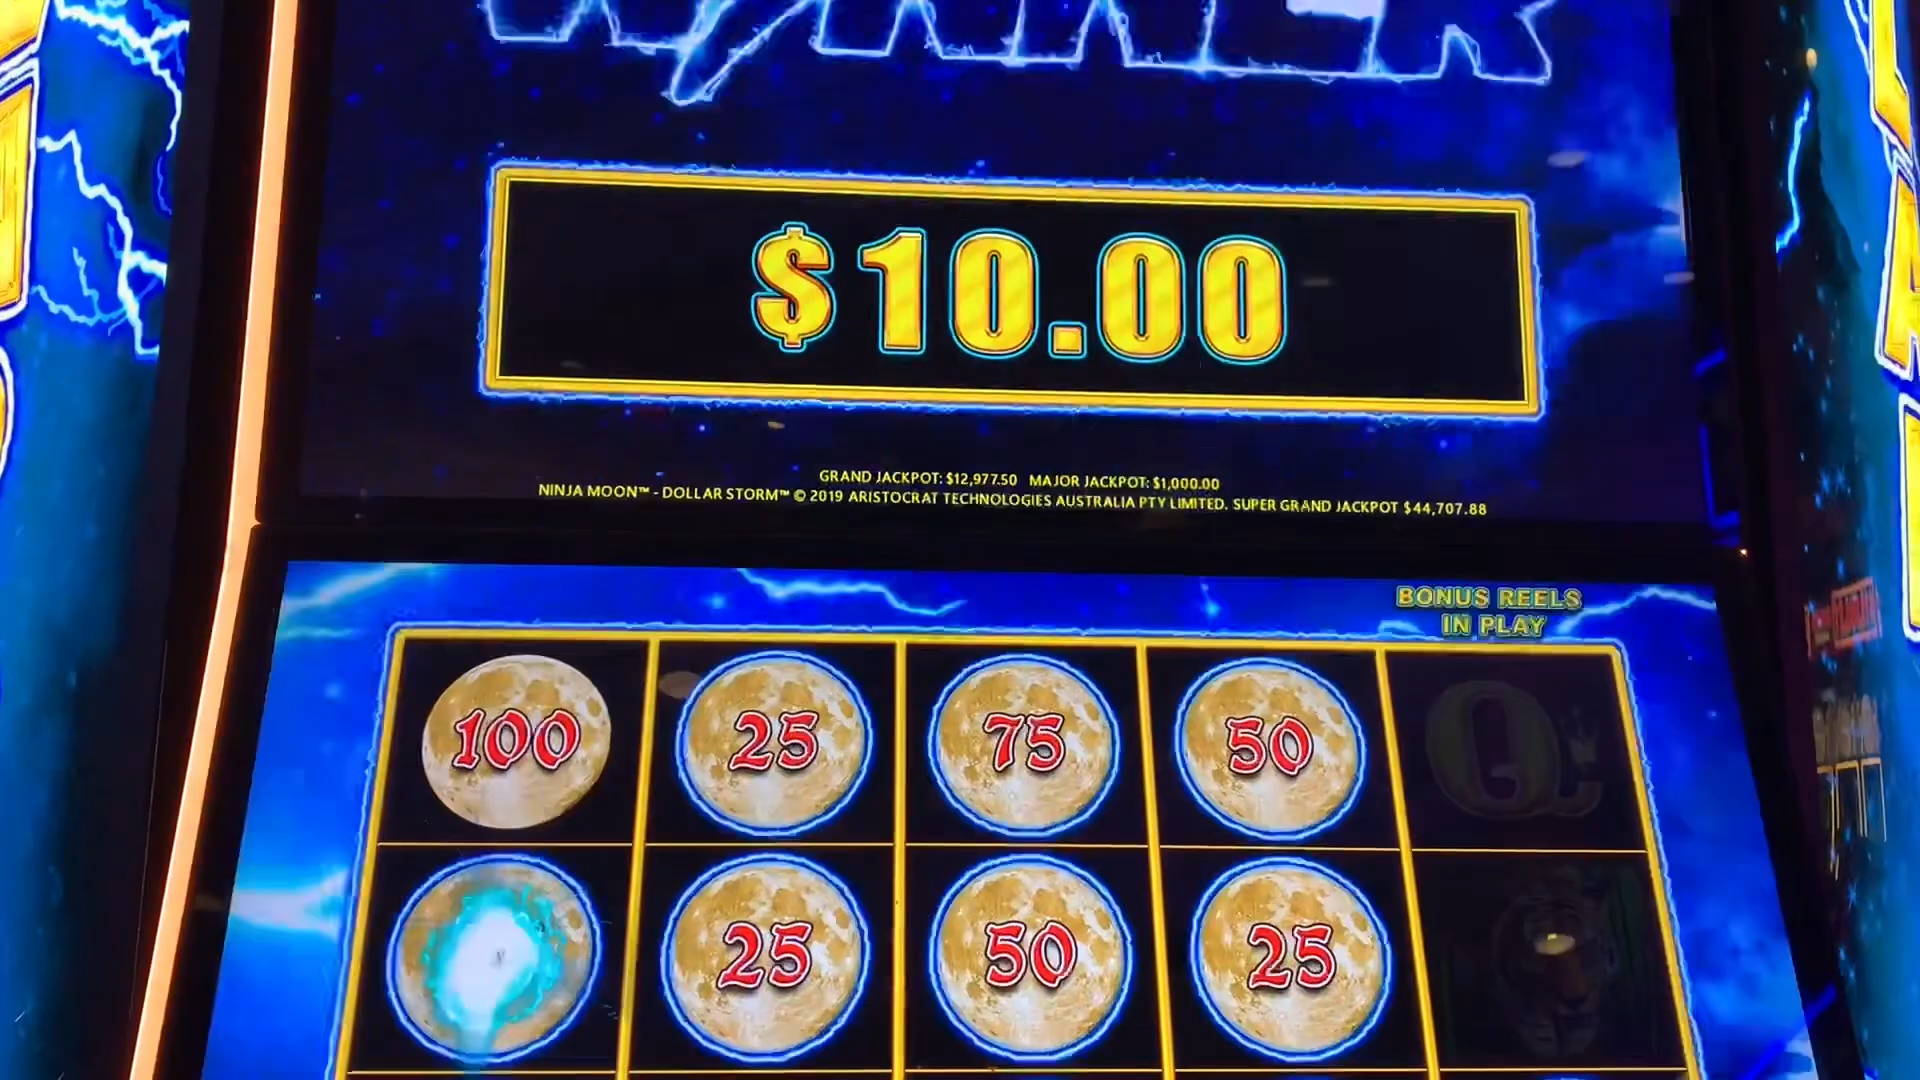 $10.00
GRAND JACKPOT: $12,977.50 MAJOR JACKPOT: $1,000.00
NINJA MOON™ - DOLLAR STORM™ © 2019 ARISTOCRAT TECHNOLOGIES AUSTRALIA PTY LIMITED. SUPER GRAND JACKPOT $44,707.88
BONUS REELS
IN PLAY
100 25 75 50 Q
25 50 25